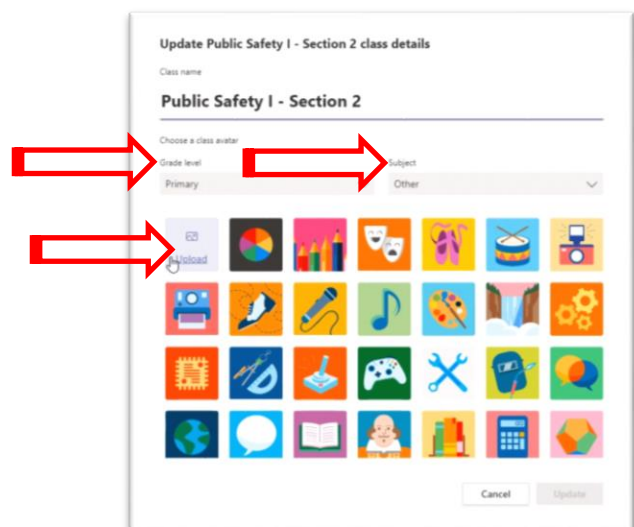 Update Public Safety I - Section 2 class details
Class name
Public Safety I - Section 2
Choose a class avatar
Grade level Subject
Primary Other
Upload
Cancel Update